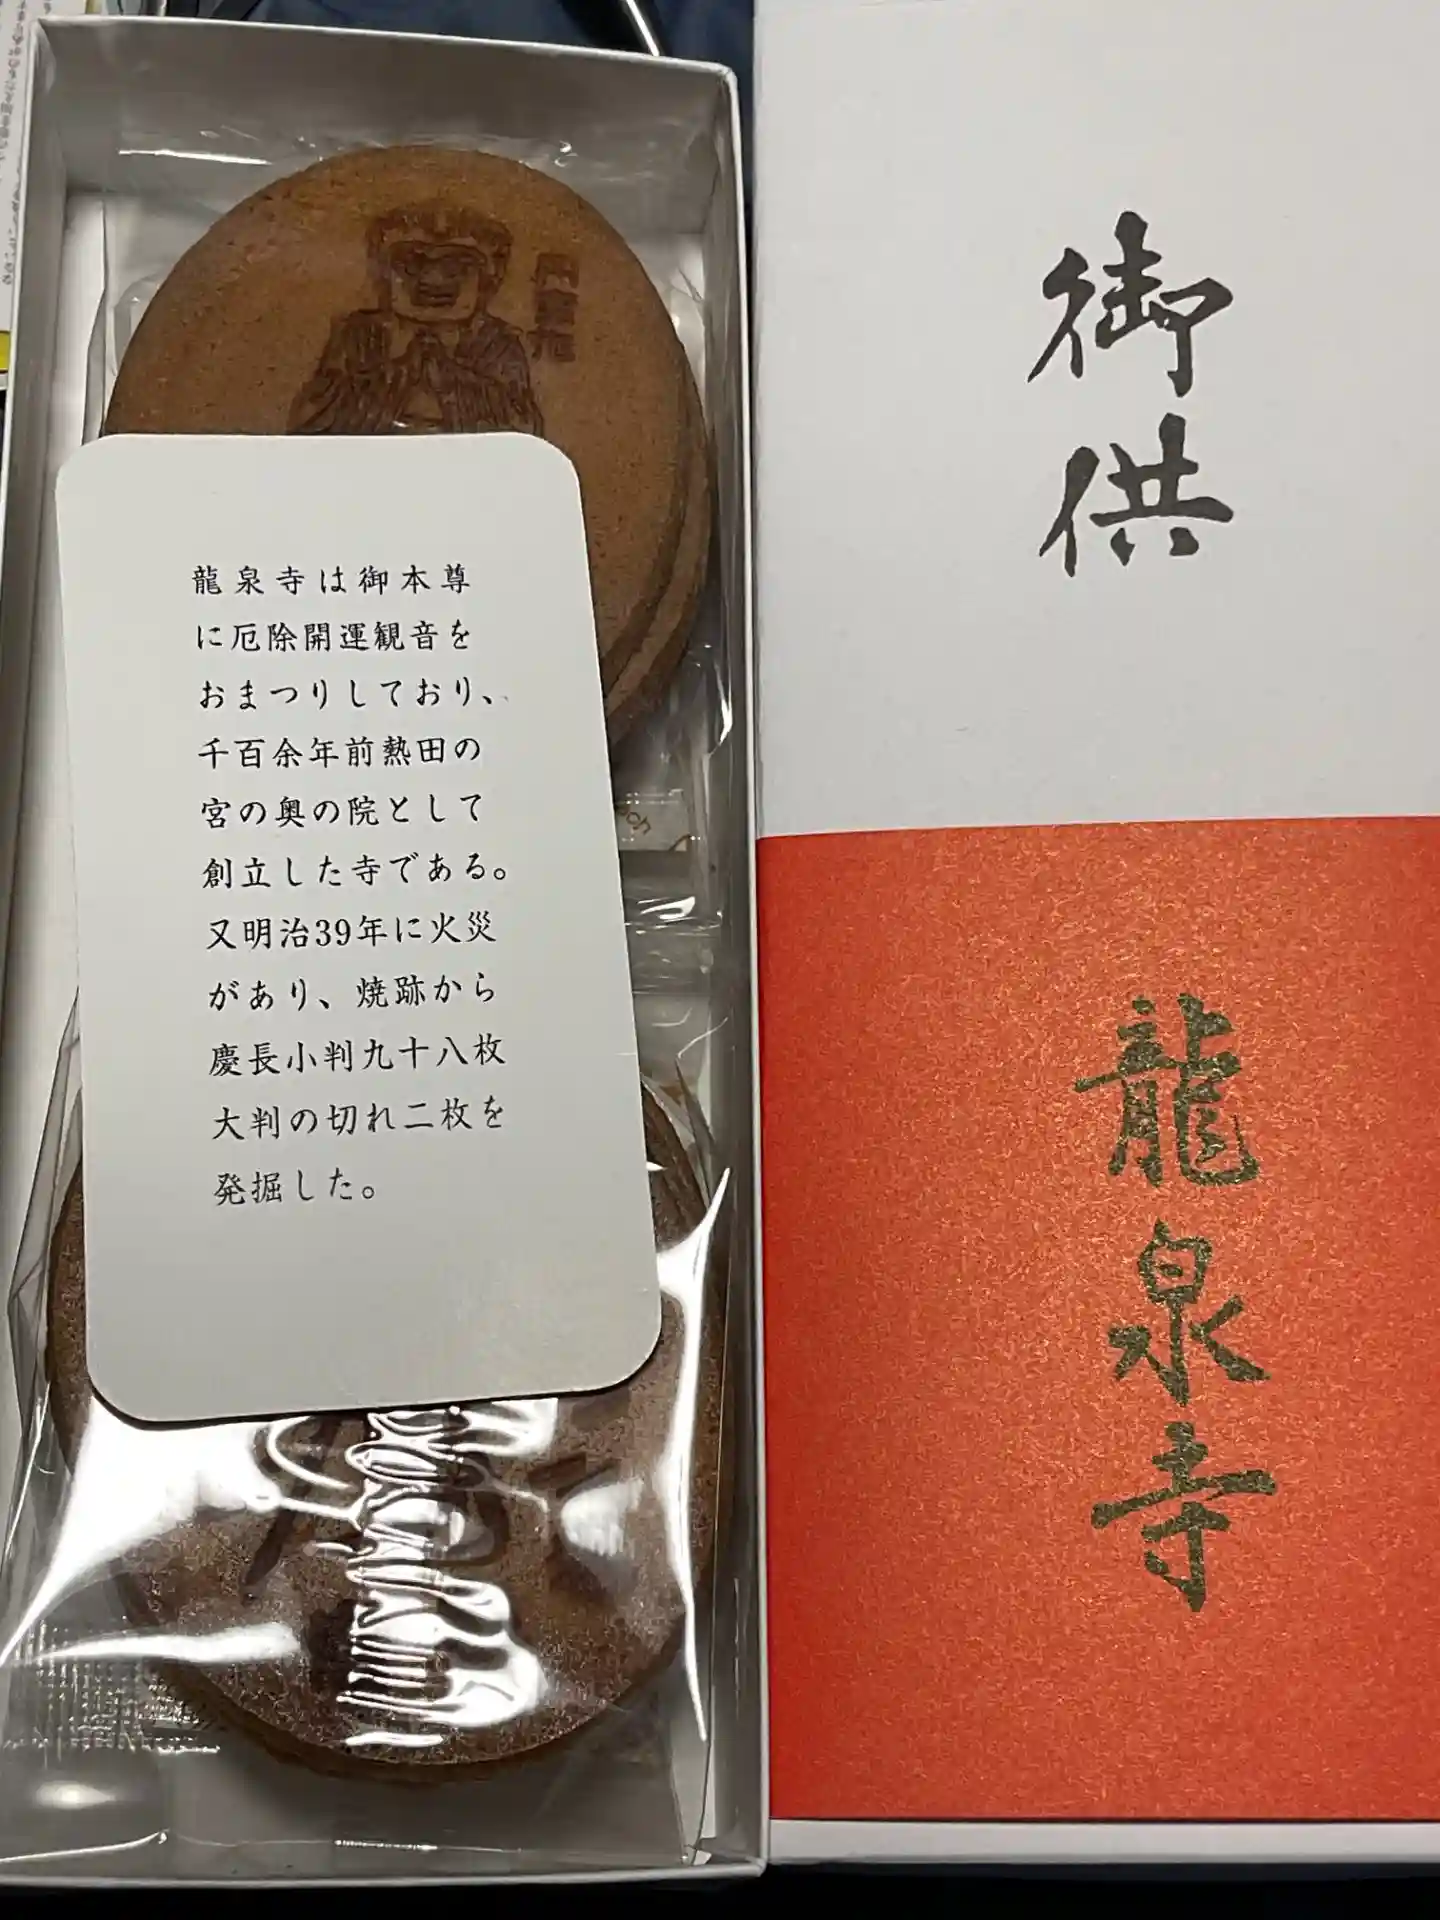 御供
龍泉寺
龍泉寺は御本尊
に厄除開運観音を
おまつりしており、
千百余年前熱田の
宮の奥の院として
創立した寺である。
又明治39年に火災
があり、焼跡から
慶長小判九十八枚
大判の切れ二枚を
発掘した。